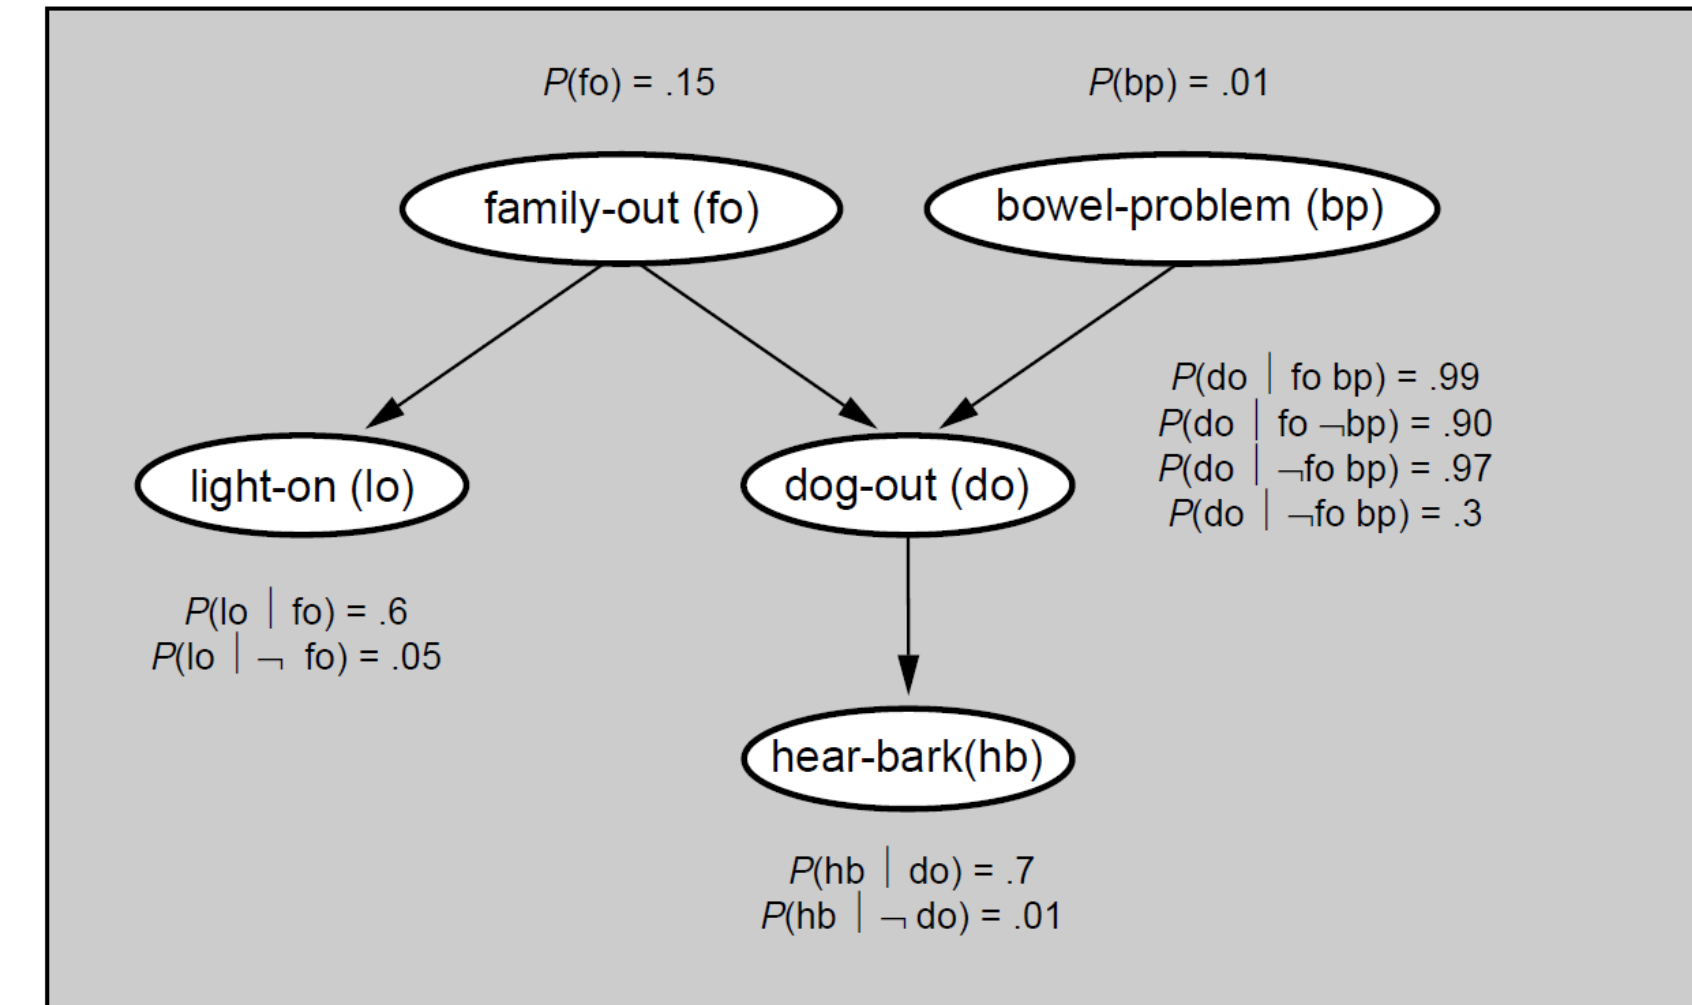 P(fo) = .15
P(bp) = .01
family-out (fo)
bowel-problem (bp)
P(do | fo bp) = .99
P(do | fo ¬bp) = .90
P(do | ¬fo bp) = .97
P(do | ¬fo bp) = .3
light-on (lo)
dog-out (do)
P(lo | fo) = .6
P(lo | ¬ fo) = .05
hear-bark(hb)
P(hb | do) = .7
P(hb | ¬ do) = .01